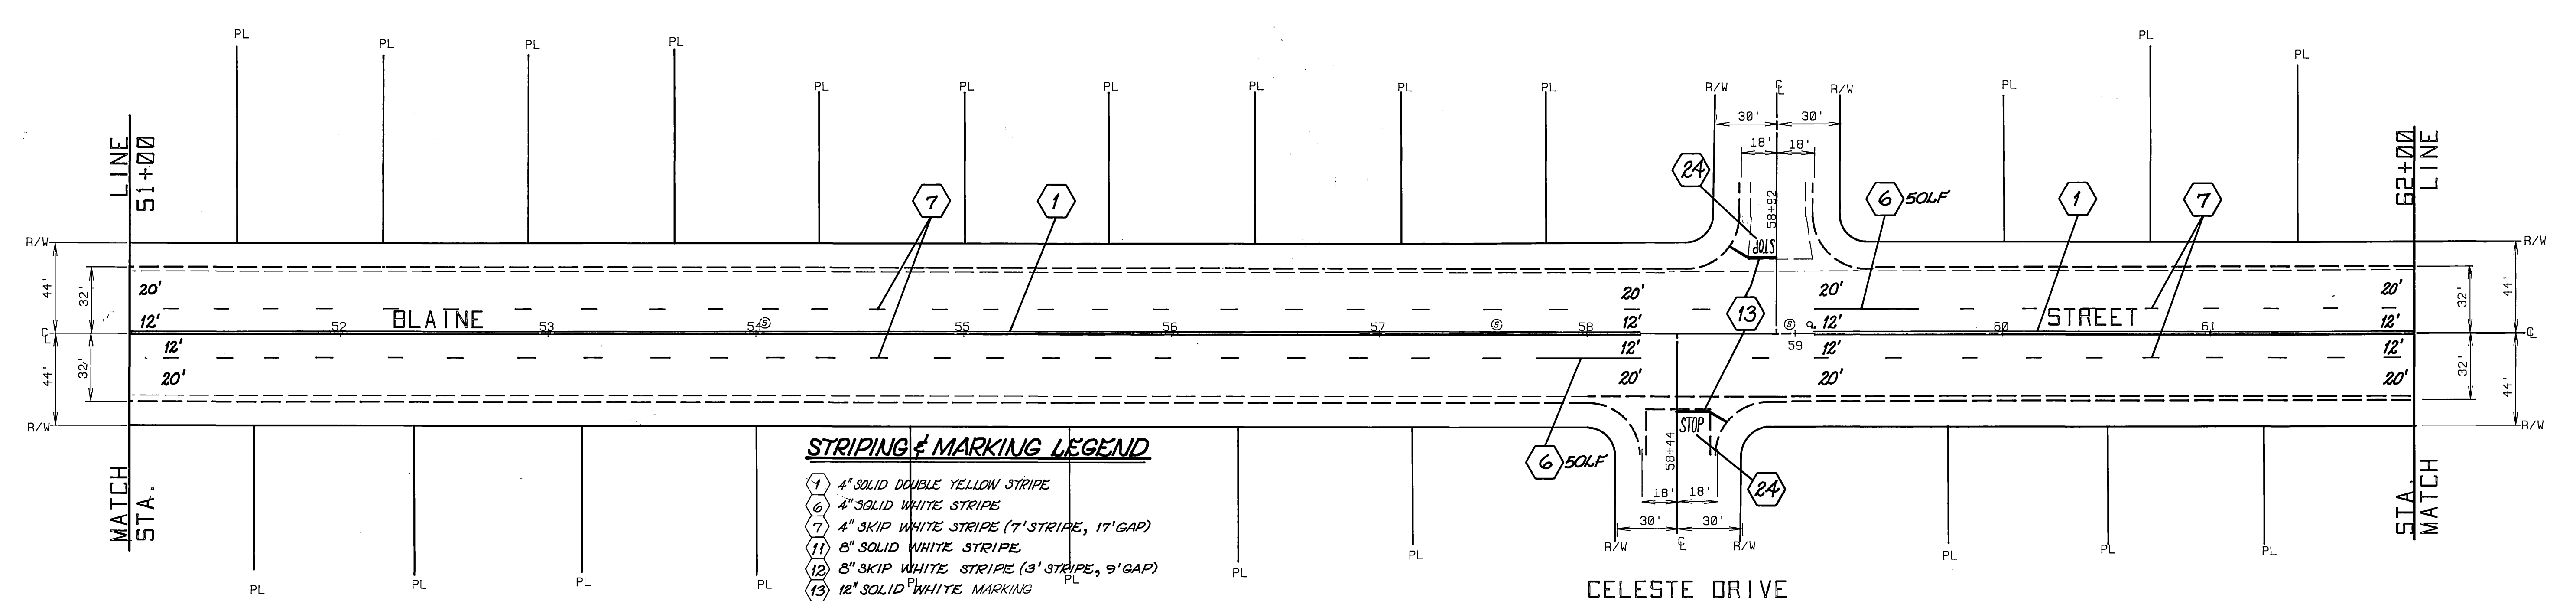 PL
PL
PL
PL
PL
PL
PL
PL
PL
PL
R/W
℄
R/W
PL
PL
PL
30'
30'
18'
18'
LINE
51+00
62+00
LINE
24
7
1
6 50LF
1
7
58+92
STOP
R/W
R/W
44'
32'
20'
20'
20'
20'
32'
44'
13
12'
BLAINE
12'
12'
STREET
12'
52
53
54
S
55
56
57
S
58
S
60
61
℄
℄
59
12'
12'
12'
12'
44'
32'
20'
20'
20'
20'
32'
44'
R/W
R/W
STOP
58+44
6 50LF
24
18'
18'
30'
30'
R/W
℄
R/W
MATCH
STA.
STA.
MATCH
STRIPING & MARKING LEGEND
1 4" SOLID DOUBLE YELLOW STRIPE
6 4" SOLID WHITE STRIPE
7 4" SKIP WHITE STRIPE (7' STRIPE, 17' GAP)
11 8" SOLID WHITE STRIPE
12 8" SKIP WHITE STRIPE (3' STRIPE, 9' GAP)
13 12" SOLID WHITE MARKING
PL
PL
PL
PL
PL
PL
PL
PL
PL
PL
PL
CELESTE DRIVE